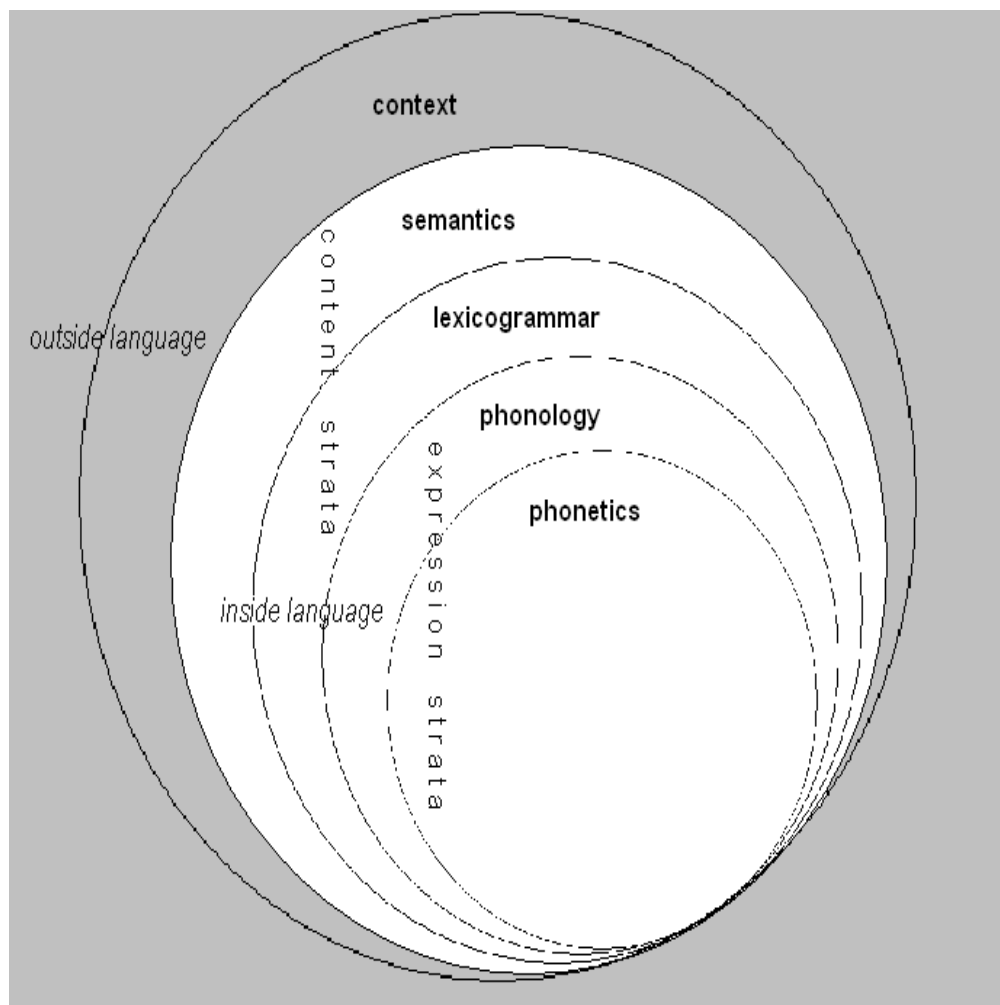 context
semantics
content strata
outside language
lexicogrammar
phonology
expression strata
phonetics
inside language